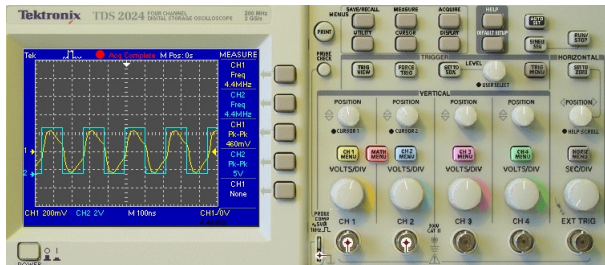 Tektronix TDS 2024 FOUR CHANNEL DIGITAL STORAGE OSCILLOSCOPE 200 MHz 2 GS/s
Tek Acq Complete M Pos: 0s MEASURE
CH1
Freq
4.4MHz
CH2
Freq
4.4MHz
CH1
Pk-Pk
460mV
CH2
Pk-Pk
5V
CH1
None
1
2
CH1 200mV CH2 2V M 100ns CH1 0V
POWER
MENUS
SAVE/RECALL MEASURE ACQUIRE HELP
UTILITY CURSOR DISPLAY DEFAULT SETUP
PRINT
AUTO SET
SINGLE SEQ
RUN/STOP
PROBE CHECK
TRIGGER
TRIG VIEW
FORCE TRIG
SET TO 50%
LEVEL
USER SELECT
TRIG MENU
HORIZONTAL
SET TO ZERO
VERTICAL
POSITION POSITION POSITION POSITION POSITION
CURSOR 1 CURSOR 2 HELP SCROLL
CH 1 MENU
MATH MENU
CH 2 MENU
CH 3 MENU
CH 4 MENU
HORIZ MENU
VOLTS/DIV VOLTS/DIV VOLTS/DIV VOLTS/DIV SEC/DIV
PROBE COMP
CH 1 CH 2 300V CAT II CH 3 CH 4 EXT TRIG